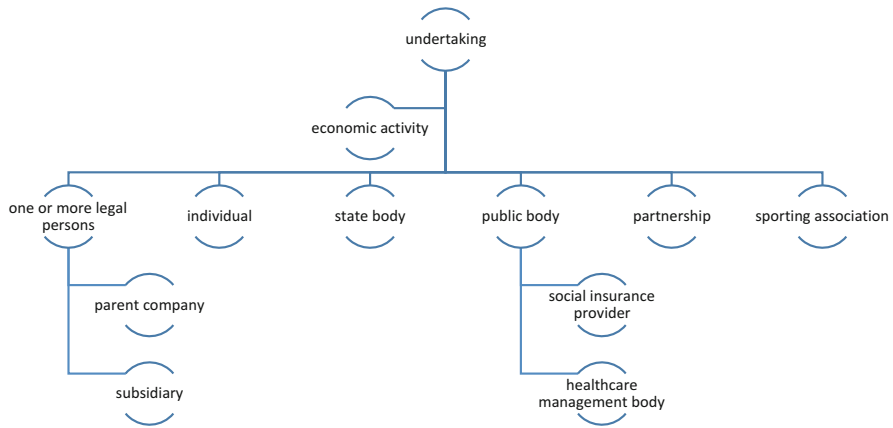 undertaking
economic activity
one or more legal
persons
individual
state body
public body
partnership
sporting association
parent company
social insurance
provider
subsidiary
healthcare
management body